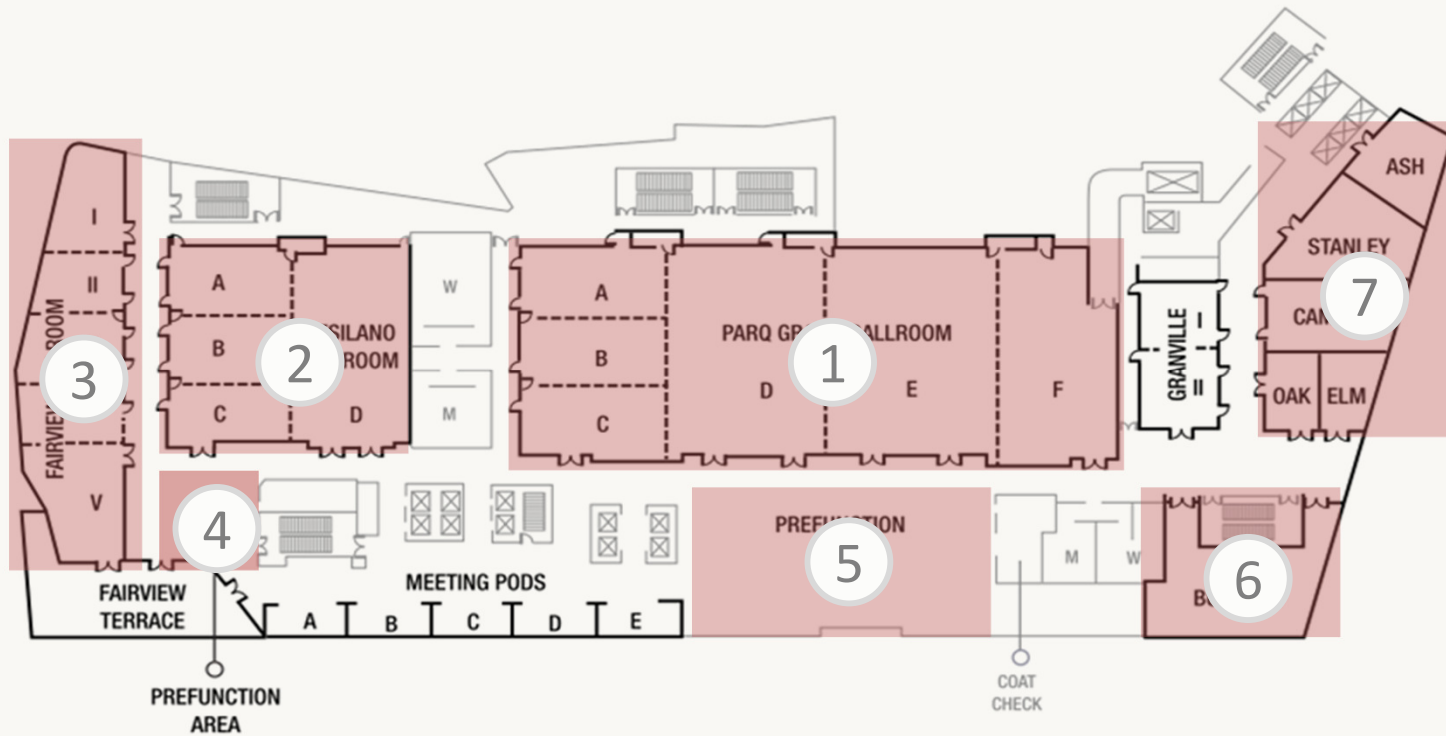 ASH
I
STANLEY
A
W
II
A
7
SILANO
PARQ GR
ALLROOM
I
ROOM
B
2
ROOM
B
1
GRANVILLE
3
D
E
F
II
OAK
ELM
C
D
M
C
FAIRVIEW
V
4
PREFUNCTION
5
M
W
6
MEETING PODS
FAIRVIEW
TERRACE
A
B
C
D
E
PREFUNCTION
AREA
COAT
CHECK